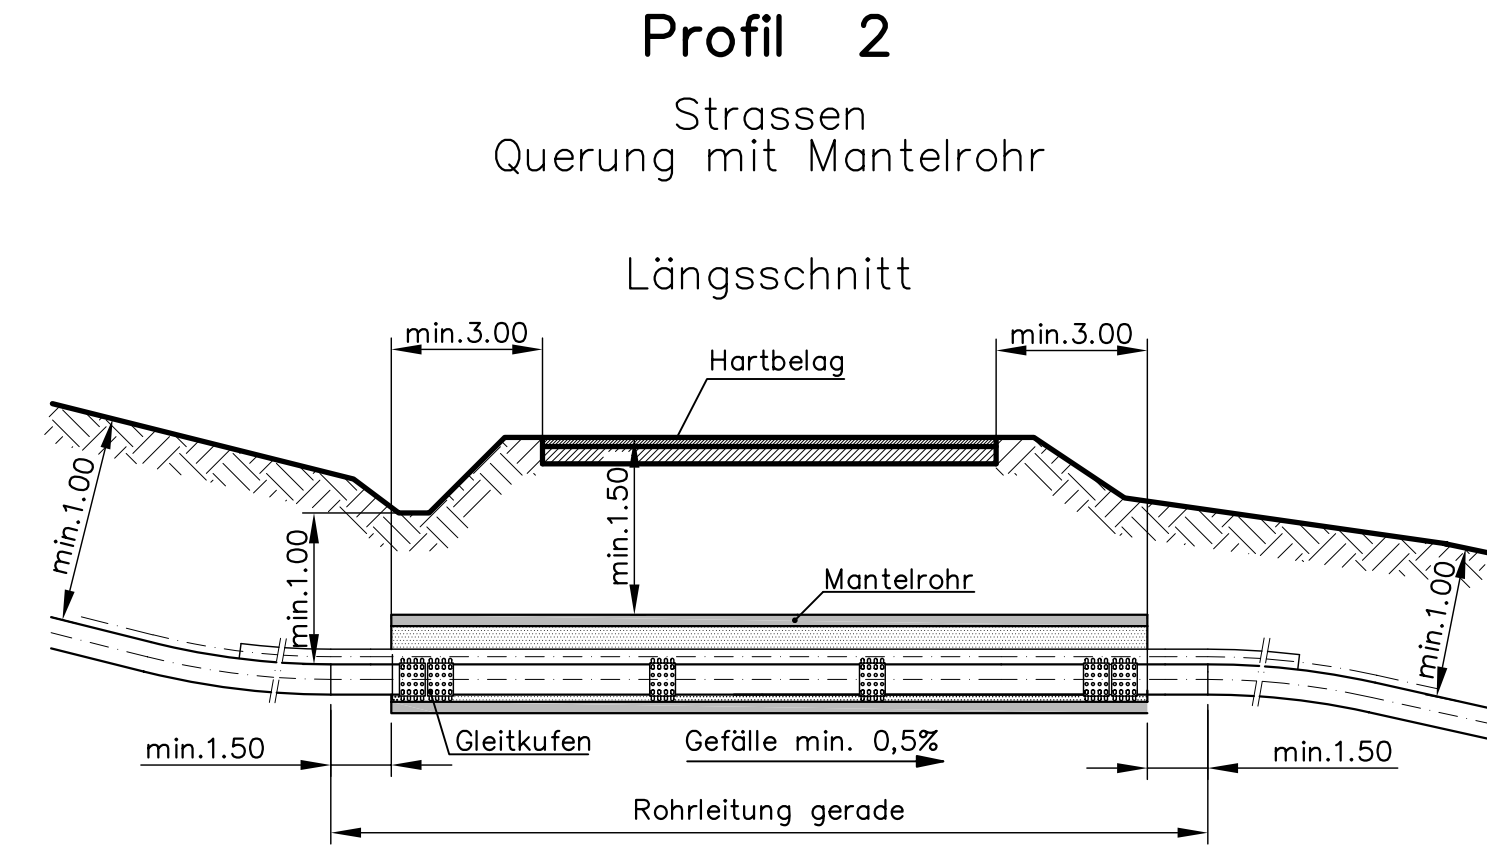 Profil 2
Strassen
Querung mit Mantelrohr
Längsschnitt
min.3.00
min.3.00
Hartbelag
min.1.00
min.1.00
min.1.50
Mantelrohr
min.1.00
min.1.50
Gleitkufen
Gefälle min. 0,5%
min.1.50
Rohrleitung gerade